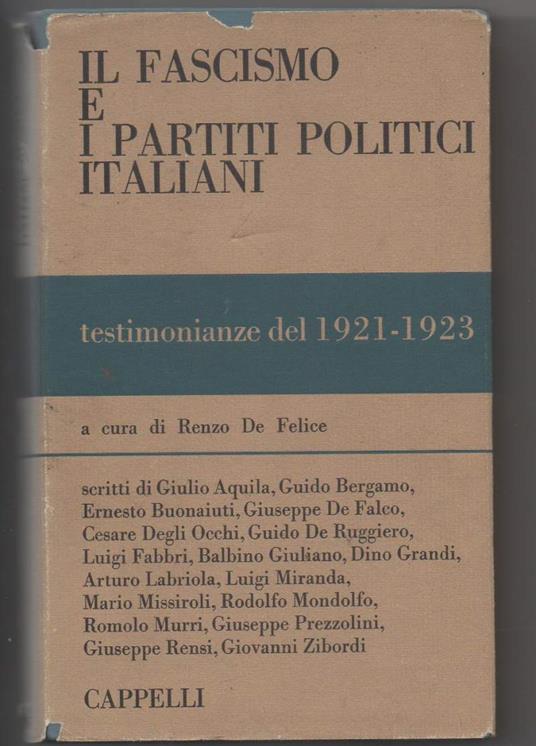 IL FASCISMO
E
I PARTITI POLITICI
ITALIANI
testimonianze del 1921-1923
a cura di Renzo De Felice
scritti di Giulio Aquila, Guido Bergamo,
Ernesto Buonaiuti, Giuseppe De Falco,
Cesare Degli Occhi, Guido De Ruggiero,
Luigi Fabbri, Balbino Giuliano, Dino Grandi,
Arturo Labriola, Luigi Miranda,
Mario Missiroli, Rodolfo Mondolfo,
Romolo Murri, Giuseppe Prezzolini,
Giuseppe Rensi, Giovanni Zibordi
CAPPELLI